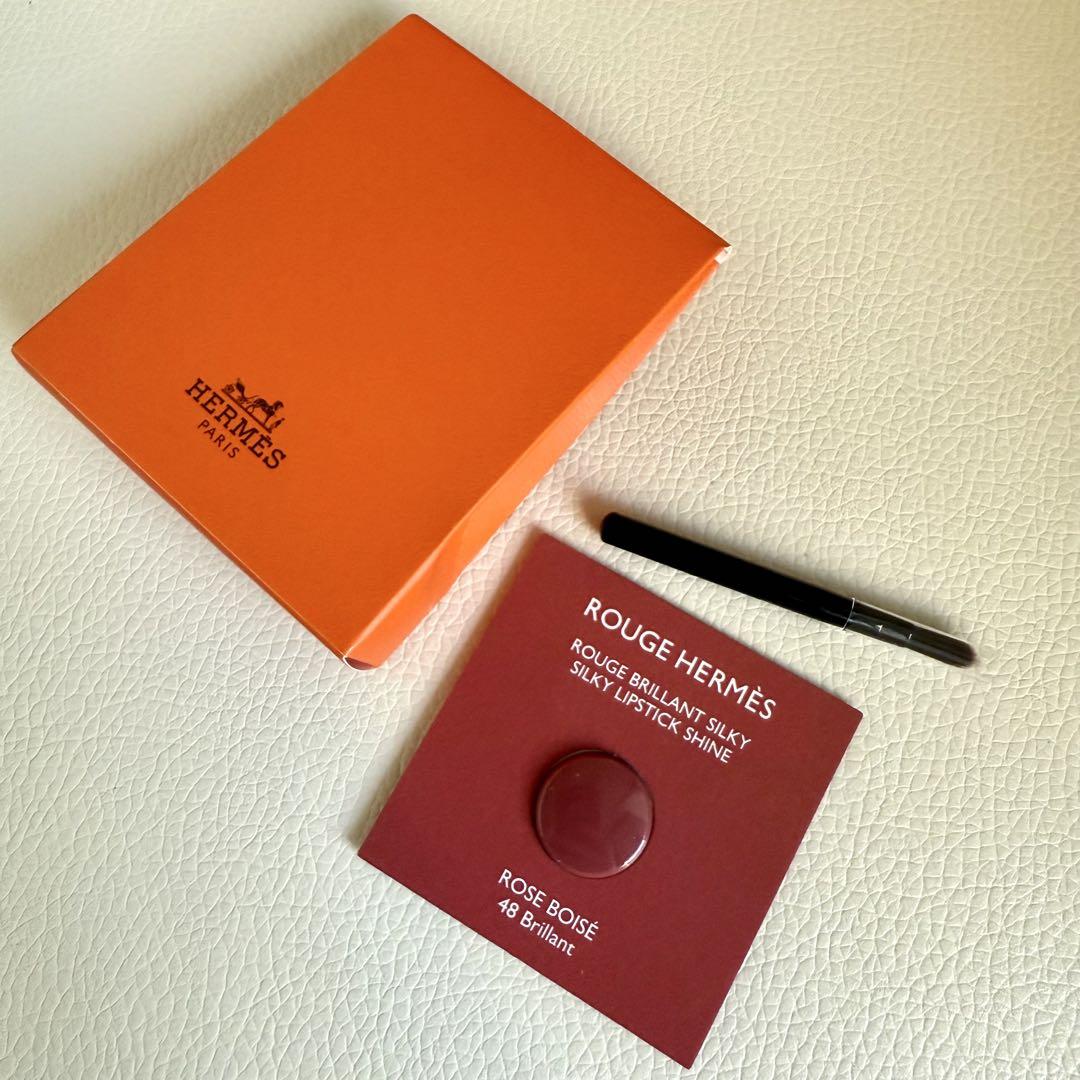 HERMÈS
PARIS
ROUGE HERMÈS
ROUGE BRILLANT SILKY
SILKY LIPSTICK SHINE
ROSE BOISÉ
48 Brillant